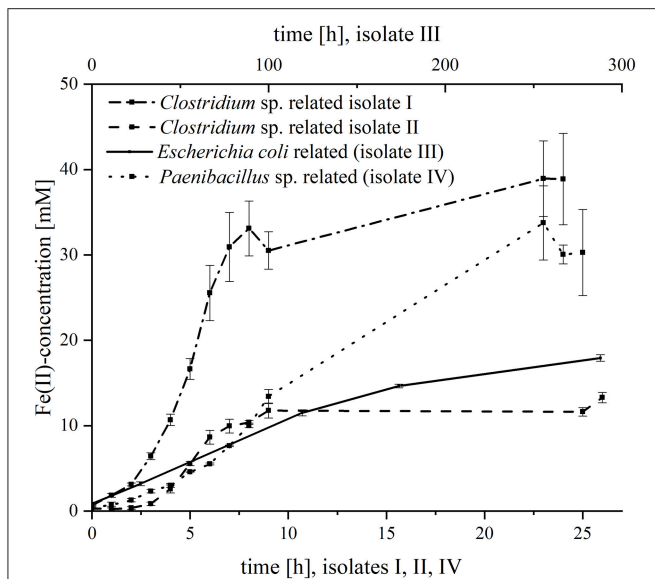 time [h], isolate III
0 100 200 300
50
Clostridium sp. related isolate I
Clostridium sp. related isolate II
Escherichia coli related (isolate III)
Paenibacillus sp. related (isolate IV)
40
30
20
10
0
Fe(II)-concentration [mM]
0 5 10 15 20 25
time [h], isolates I, II, IV